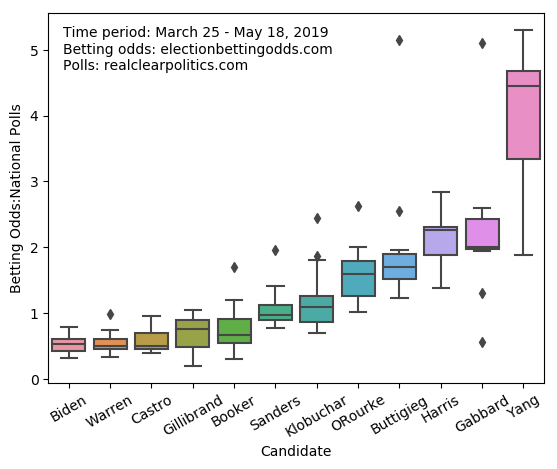 Time period: March 25 - May 18, 2019
Betting odds: electionbettingodds.com
Polls: realclearpolitics.com
Betting Odds:National Polls
5
4
3
2
1
0
Biden
Warren
Castro
Gillibrand
Booker
Sanders
Klobuchar
ORourke
Buttigieg
Harris
Gabbard
Yang
Candidate